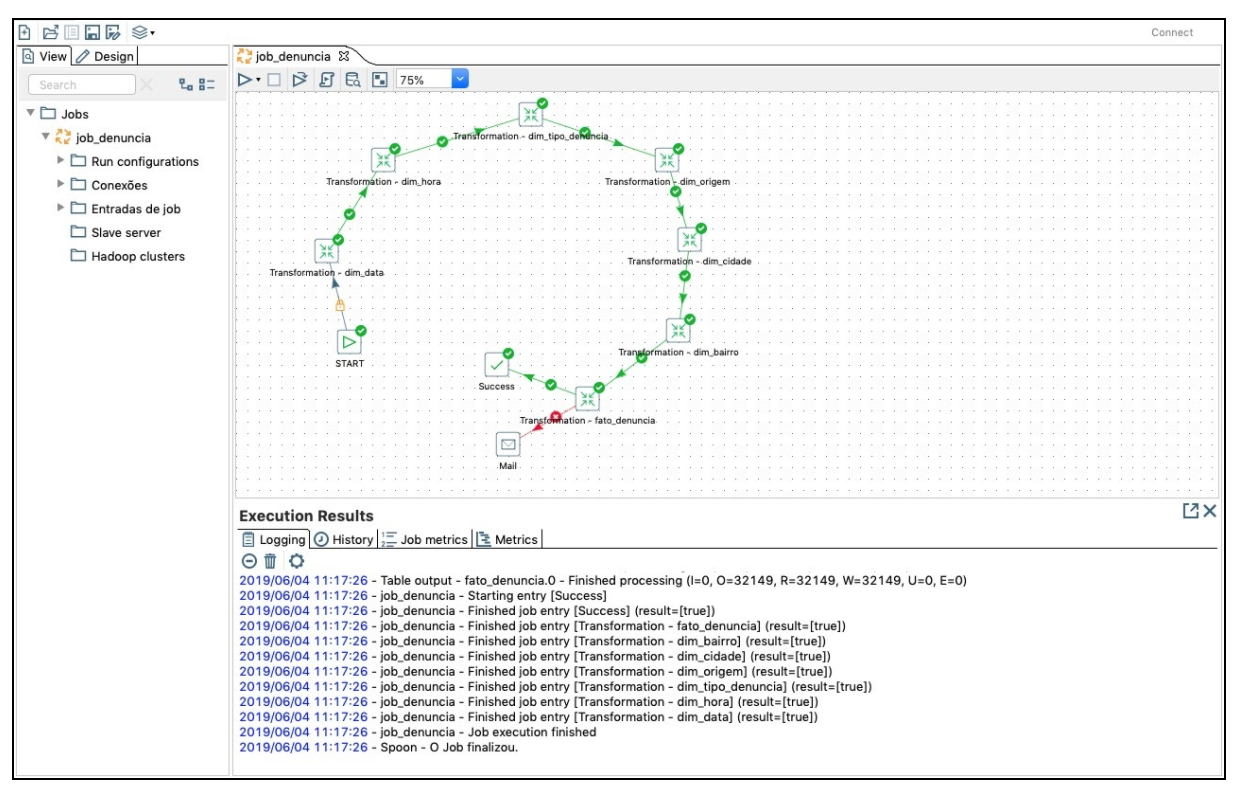 Connect
View
Design
job_denuncia
Search
75%
Jobs
job_denuncia
Run configurations
Conexões
Entradas de job
Slave server
Hadoop clusters
Transformation - dim_tipo_denuncia
Transformation - dim_hora
Transformation - dim_origem
Transformation - dim_data
Transformation - dim_cidade
START
Transformation - dim_bairro
Success
Transformation - fato_denuncia
Mail
Execution Results
Logging
History
Job metrics
Metrics
2019/06/04 11:17:26 - Table output - fato_denuncia.0 - Finished processing (I=0, O=32149, R=32149, W=32149, U=0, E=0)
2019/06/04 11:17:26 - job_denuncia - Starting entry [Success]
2019/06/04 11:17:26 - job_denuncia - Finished job entry [Success] (result=[true])
2019/06/04 11:17:26 - job_denuncia - Finished job entry [Transformation - fato_denuncia] (result=[true])
2019/06/04 11:17:26 - job_denuncia - Finished job entry [Transformation - dim_bairro] (result=[true])
2019/06/04 11:17:26 - job_denuncia - Finished job entry [Transformation - dim_cidade] (result=[true])
2019/06/04 11:17:26 - job_denuncia - Finished job entry [Transformation - dim_origem] (result=[true])
2019/06/04 11:17:26 - job_denuncia - Finished job entry [Transformation - dim_tipo_denuncia] (result=[true])
2019/06/04 11:17:26 - job_denuncia - Finished job entry [Transformation - dim_hora] (result=[true])
2019/06/04 11:17:26 - job_denuncia - Finished job entry [Transformation - dim_data] (result=[true])
2019/06/04 11:17:26 - job_denuncia - Job execution finished
2019/06/04 11:17:26 - Spoon - O Job finalizou.